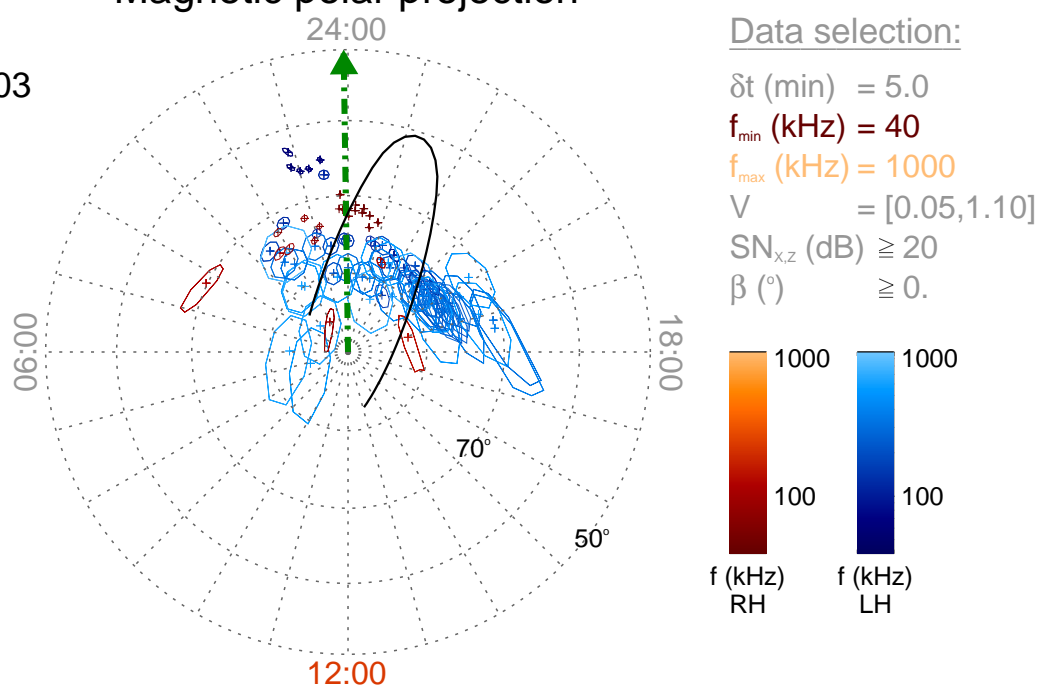 Magnetic polar projection
24:00
03
06:00
18:00
12:00
70°
50°
Data selection:
δt (min) = 5.0
fmin (kHz) = 40
fmax (kHz) = 1000
V = [0.05,1.10]
SNX,Z (dB) ≧ 20
β (°) ≧ 0.
1000
100
f (kHz)
RH
1000
100
f (kHz)
LH